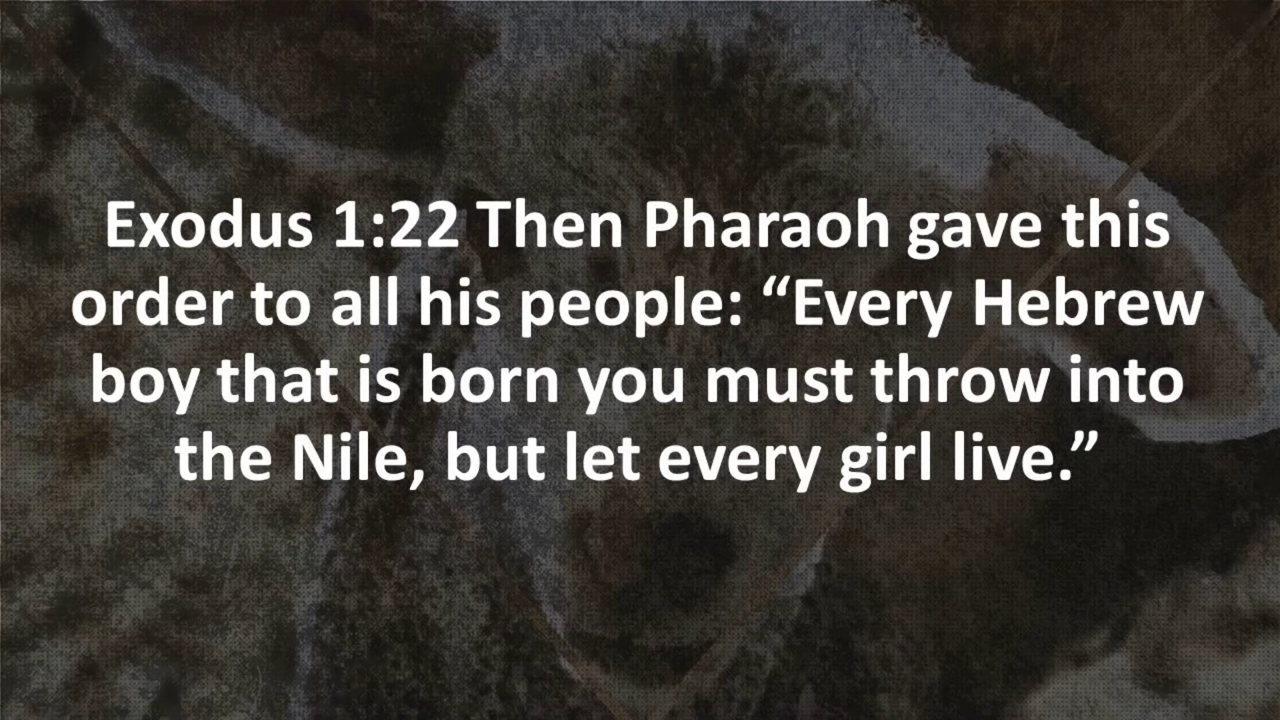 Exodus 1:22 Then Pharaoh gave this
order to all his people: “Every Hebrew
boy that is born you must throw into
the Nile, but let every girl live.”